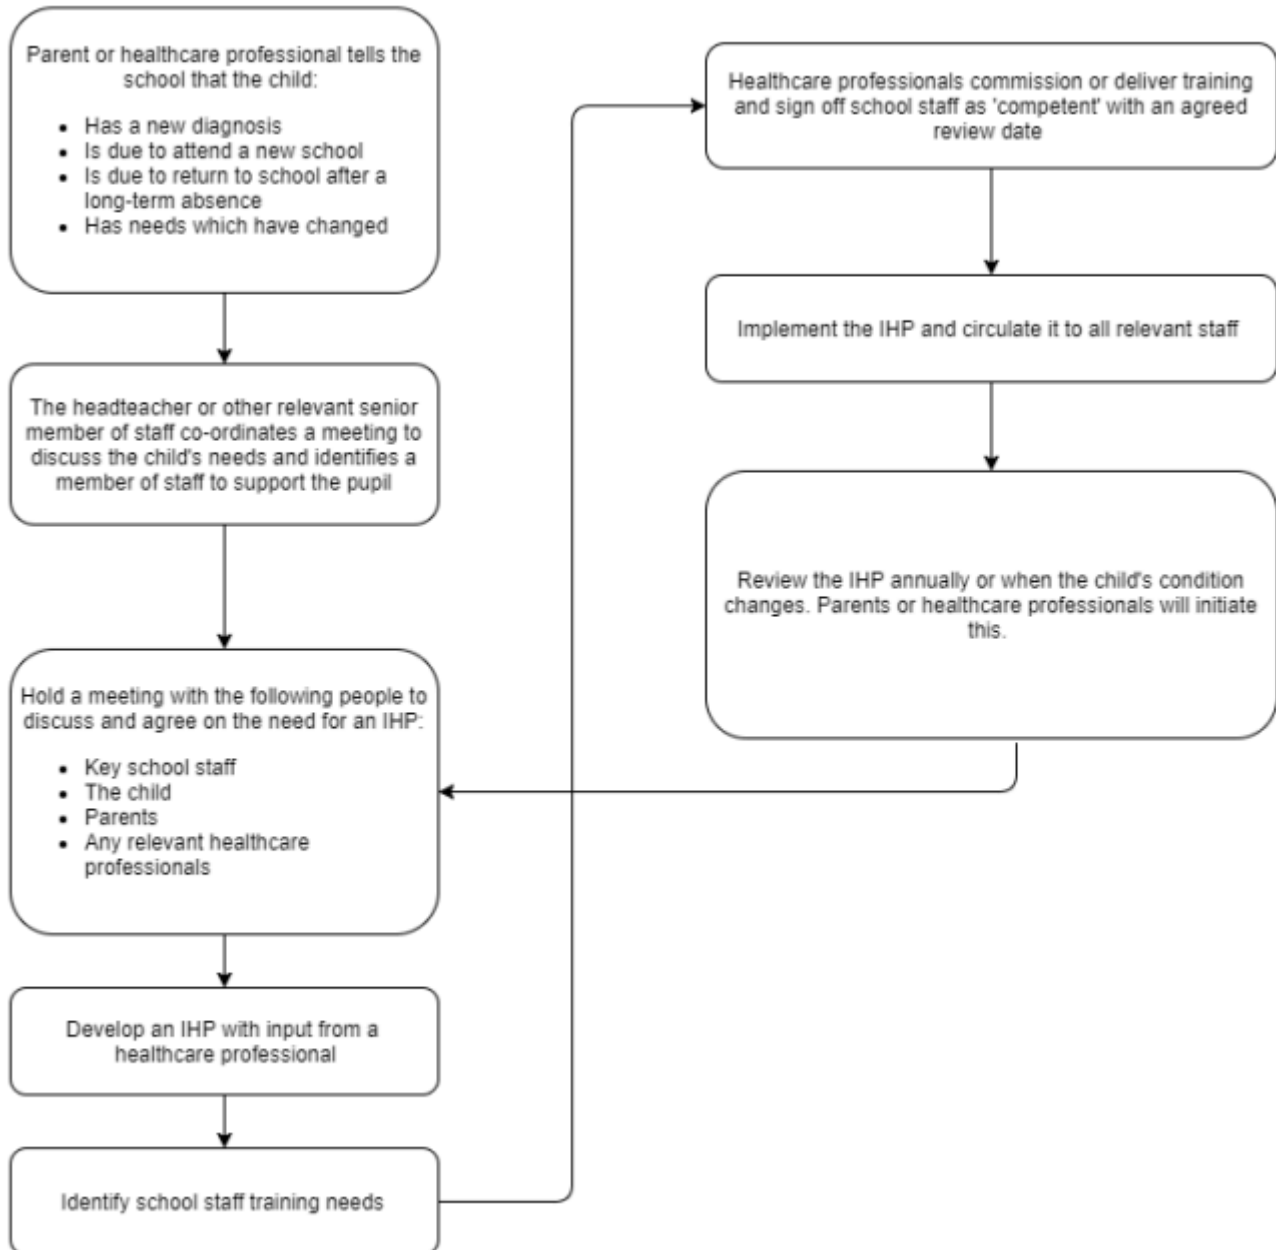 Parent or healthcare professional tells the
school that the child:
• Has a new diagnosis
• Is due to attend a new school
• Is due to return to school after a
long-term absence
• Has needs which have changed
The headteacher or other relevant senior
member of staff co-ordinates a meeting to
discuss the child's needs and identifies a
member of staff to support the pupil
Hold a meeting with the following people to
discuss and agree on the need for an IHP:
• Key school staff
• The child
• Parents
• Any relevant healthcare
professionals
Develop an IHP with input from a
healthcare professional
Identify school staff training needs
Healthcare professionals commission or deliver training
and sign off school staff as 'competent' with an agreed
review date
Implement the IHP and circulate it to all relevant staff
Review the IHP annually or when the child's condition
changes. Parents or healthcare professionals will initiate
this.